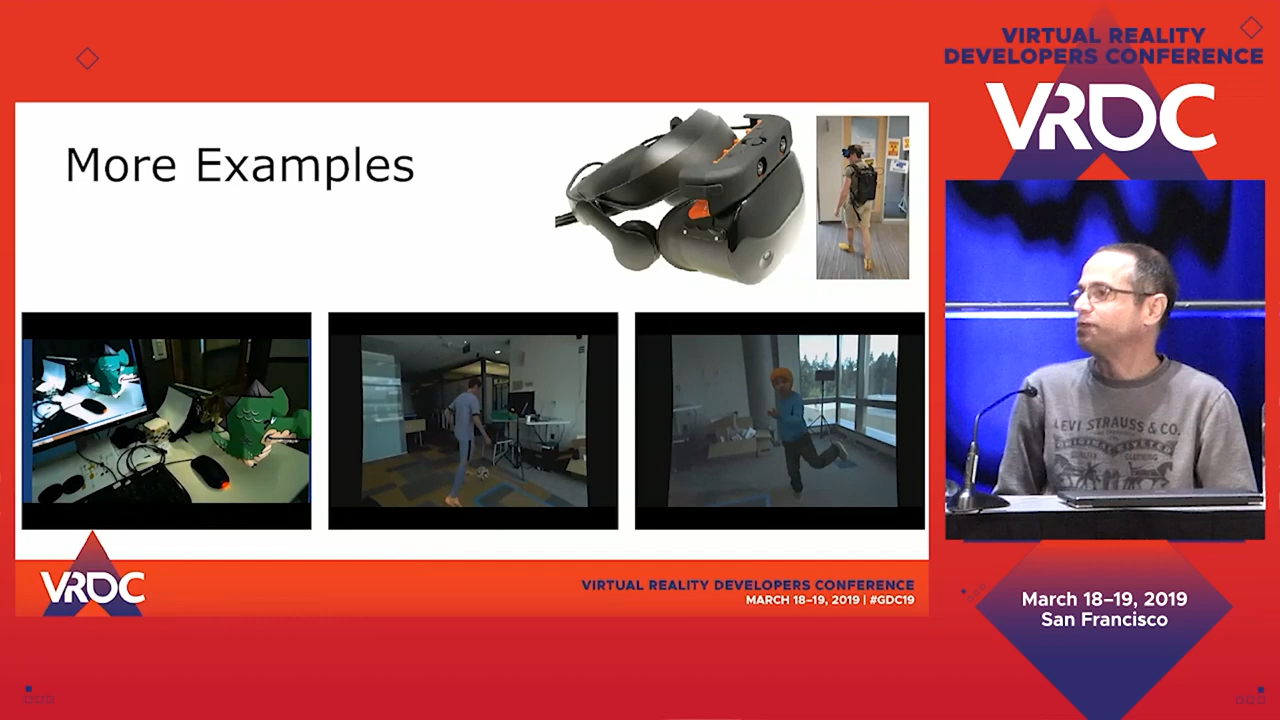 VIRTUAL REALITY
DEVELOPERS CONFERENCE
VRDC
More Examples
LEVI STRAUSS & CO.
VRDC
VIRTUAL REALITY DEVELOPERS CONFERENCE
MARCH 18–19, 2019 | #GDC19
March 18–19, 2019
San Francisco